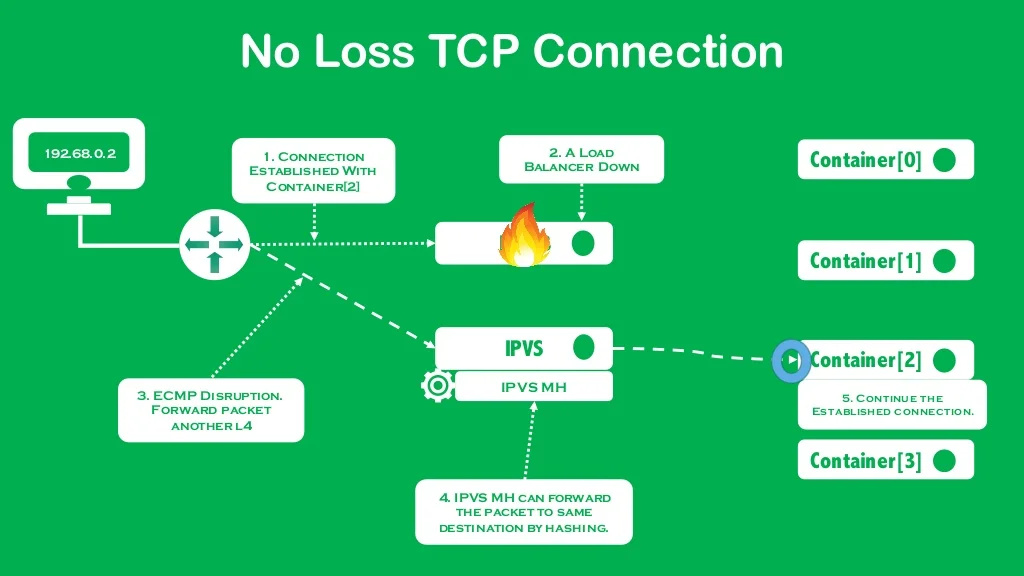 No Loss TCP Connection
192.68.0.2
1. Connection
Established With
Container[2]
2. A Load
Balancer Down
Container[0]
Container[1]
IPVS
IPVS MH
Container[2]
3. ECMP Disruption.
Forward packet
another l4
5. Continue the
Established connection.
Container[3]
4. IPVS MH can forward
the packet to same
destination by hashing.